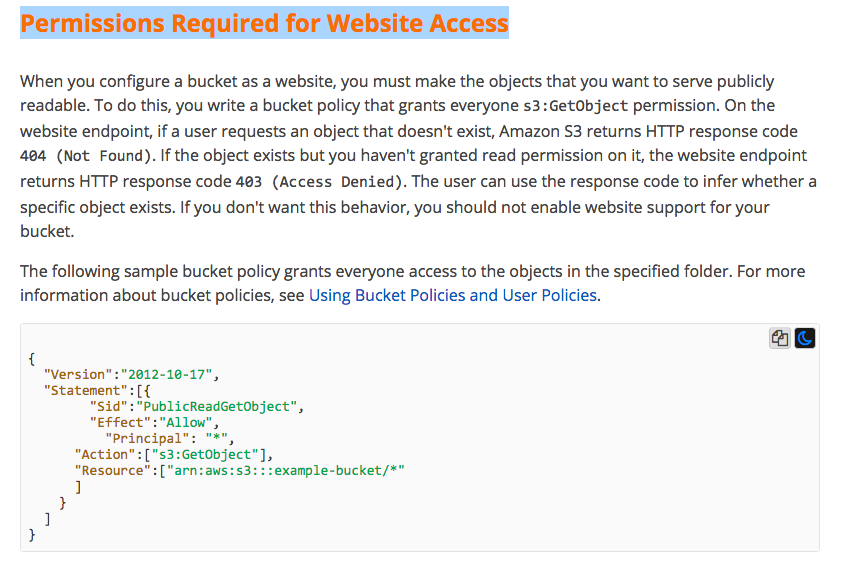 Permissions Required for Website Access
When you configure a bucket as a website, you must make the objects that you want to serve publicly
readable. To do this, you write a bucket policy that grants everyone s3:GetObject permission. On the
website endpoint, if a user requests an object that doesn't exist, Amazon S3 returns HTTP response code
404 (Not Found). If the object exists but you haven't granted read permission on it, the website endpoint
returns HTTP response code 403 (Access Denied). The user can use the response code to infer whether a
specific object exists. If you don't want this behavior, you should not enable website support for your
bucket.
The following sample bucket policy grants everyone access to the objects in the specified folder. For more
information about bucket policies, see Using Bucket Policies and User Policies.
{
  "Version":"2012-10-17",
  "Statement":[{
        "Sid":"PublicReadGetObject",
        "Effect":"Allow",
          "Principal": "*",
      "Action":["s3:GetObject"],
      "Resource":["arn:aws:s3:::example-bucket/*"
      ]
    }
  ]
}